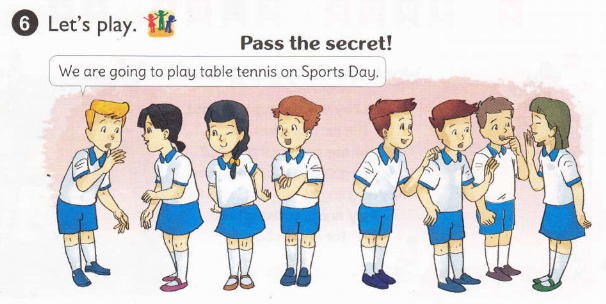 6 Let's play.
Pass the secret!
We are going to play table tennis on Sports Day.